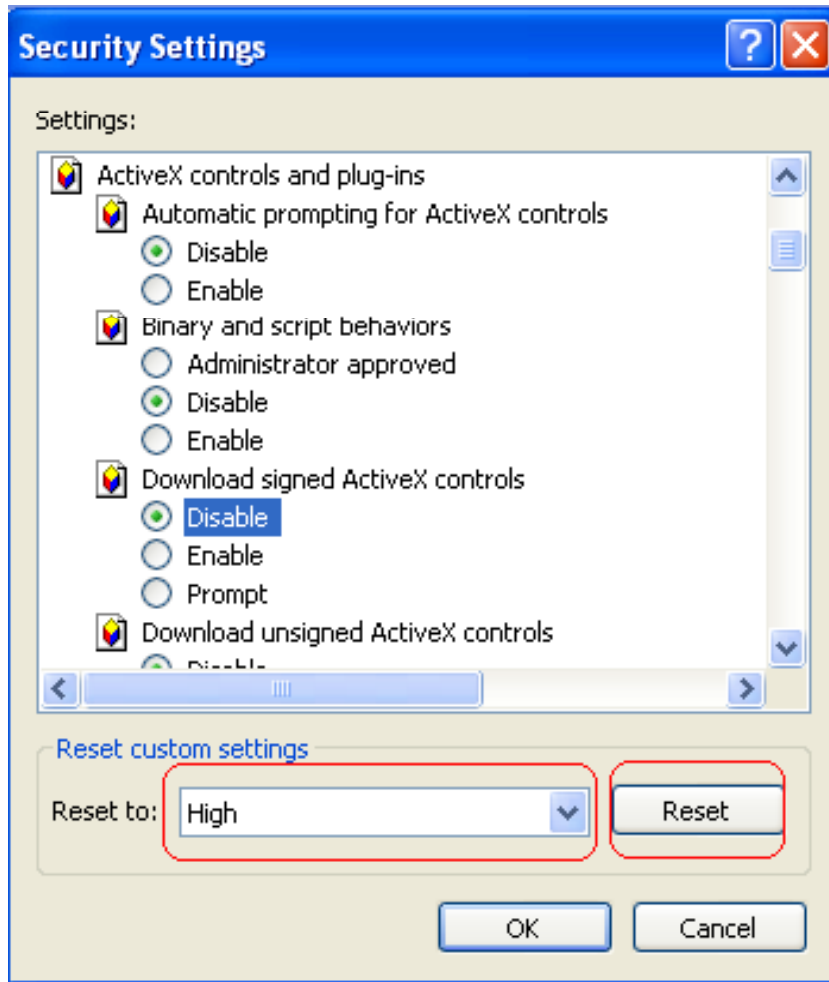 Security Settings
Settings:
ActiveX controls and plug-ins
Automatic prompting for ActiveX controls
Disable
Enable
Binary and script behaviors
Administrator approved
Disable
Enable
Download signed ActiveX controls
Disable
Enable
Prompt
Download unsigned ActiveX controls
Disable
Reset custom settings
Reset to:
High
Reset
OK
Cancel